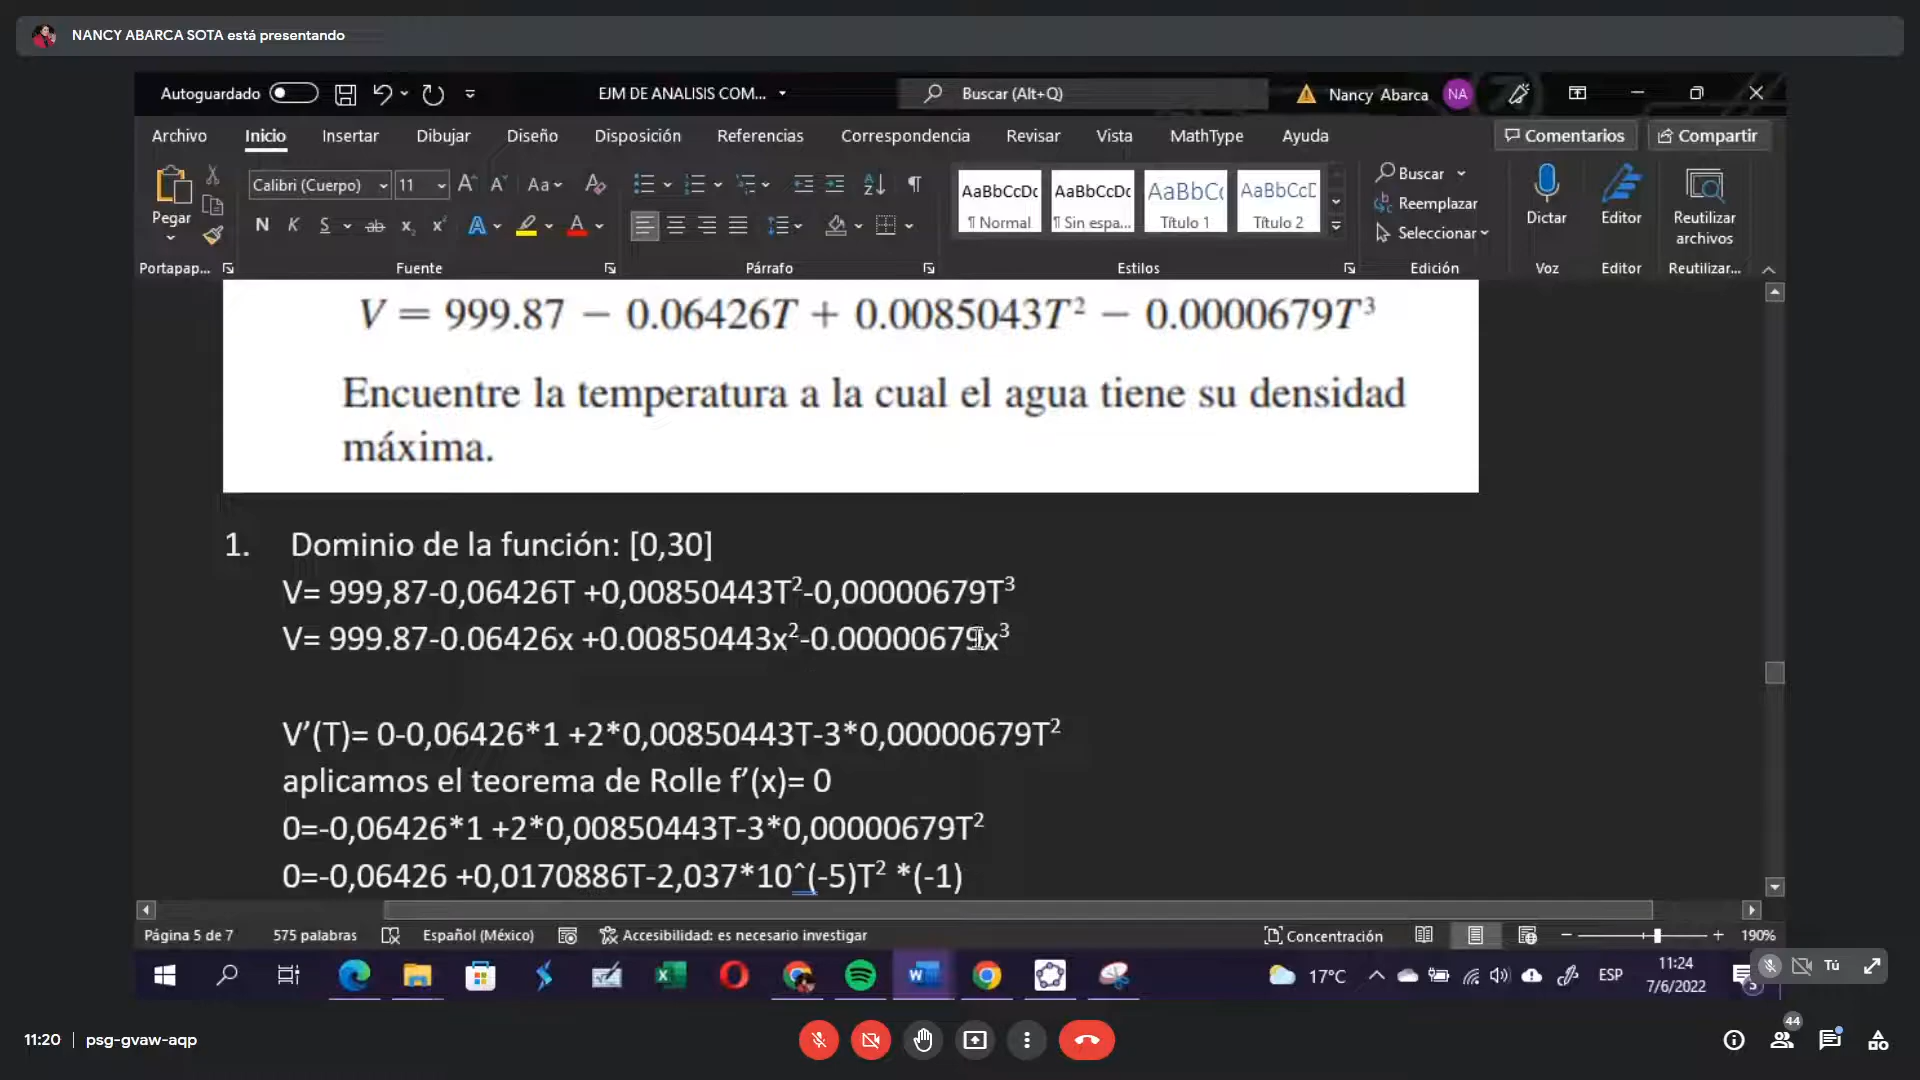 NANCY ABARCA SOTA está presentando
Autoguardado
EJM DE ANALISIS COM...
Buscar (Alt+Q)
Nancy Abarca
NA
Archivo Inicio Insertar Dibujar Diseño Disposición Referencias Correspondencia Revisar Vista MathType Ayuda
Comentarios
Compartir
Pegar
Calibri (Cuerpo) 11
AaBbCcDc
¶ Normal
AaBbCcDc
¶ Sin espa...
AaBbC
Título 1
AaBbCcD
Título 2
Buscar
Reemplazar
Seleccionar
Dictar
Editor
Reutilizar
archivos
Portapap... Fuente Párrafo Estilos Edición Voz Editor Reutilizar...
V = 999.87 − 0.06426T + 0.0085043T² − 0.0000679T³
Encuentre la temperatura a la cual el agua tiene su densidad
máxima.
1. Dominio de la función: [0,30]
V= 999,87-0,06426T +0,00850443T²-0,00000679T³
V= 999.87-0.06426x +0.00850443x²-0.00000679x³
V’(T)= 0-0,06426*1 +2*0,00850443T-3*0,00000679T²
aplicamos el teorema de Rolle f’(x)= 0
0=-0,06426*1 +2*0,00850443T-3*0,00000679T²
0=-0,06426 +0,0170886T-2,037*10^(-5)T² *(-1)
Página 5 de 7 575 palabras Español (México) Accesibilidad: es necesario investigar Concentración 190%
17°C ESP
11:24
7/6/2022
5
Tú
11:20 | psg-gvaw-aqp
44